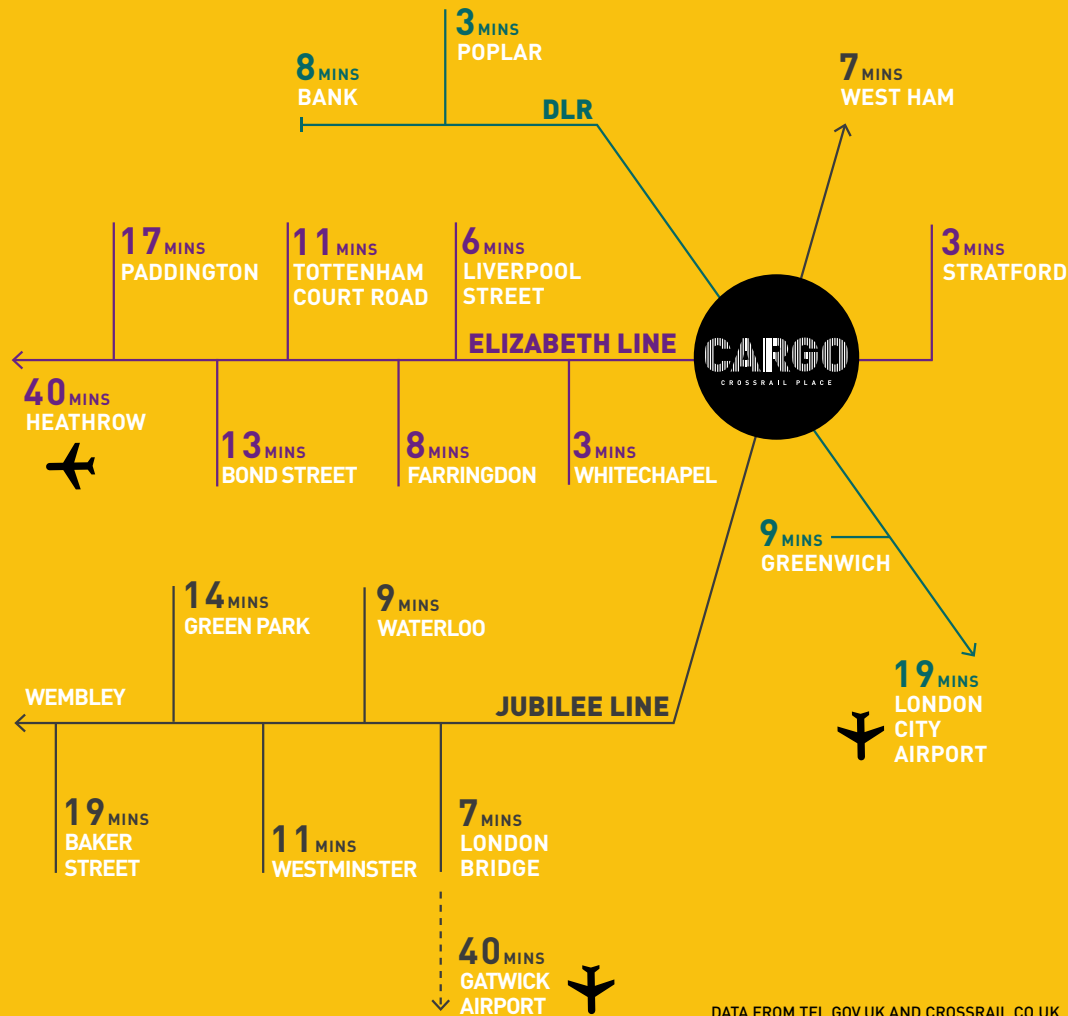 3 MINS
POPLAR
8 MINS
BANK
DLR
7 MINS
WEST HAM
17 MINS
PADDINGTON
11 MINS
TOTTENHAM
COURT ROAD
6 MINS
LIVERPOOL
STREET
3 MINS
STRATFORD
ELIZABETH LINE
CARGO
CROSSRAIL PLACE
40 MINS
HEATHROW
13 MINS
BOND STREET
8 MINS
FARRINGDON
3 MINS
WHITECHAPEL
9 MINS
GREENWICH
14 MINS
GREEN PARK
9 MINS
WATERLOO
19 MINS
LONDON
CITY
AIRPORT
WEMBLEY
JUBILEE LINE
19 MINS
BAKER
STREET
11 MINS
WESTMINSTER
7 MINS
LONDON
BRIDGE
40 MINS
GATWICK
AIRPORT
DATA FROM TFL.GOV.UK AND CROSSRAIL.CO.UK